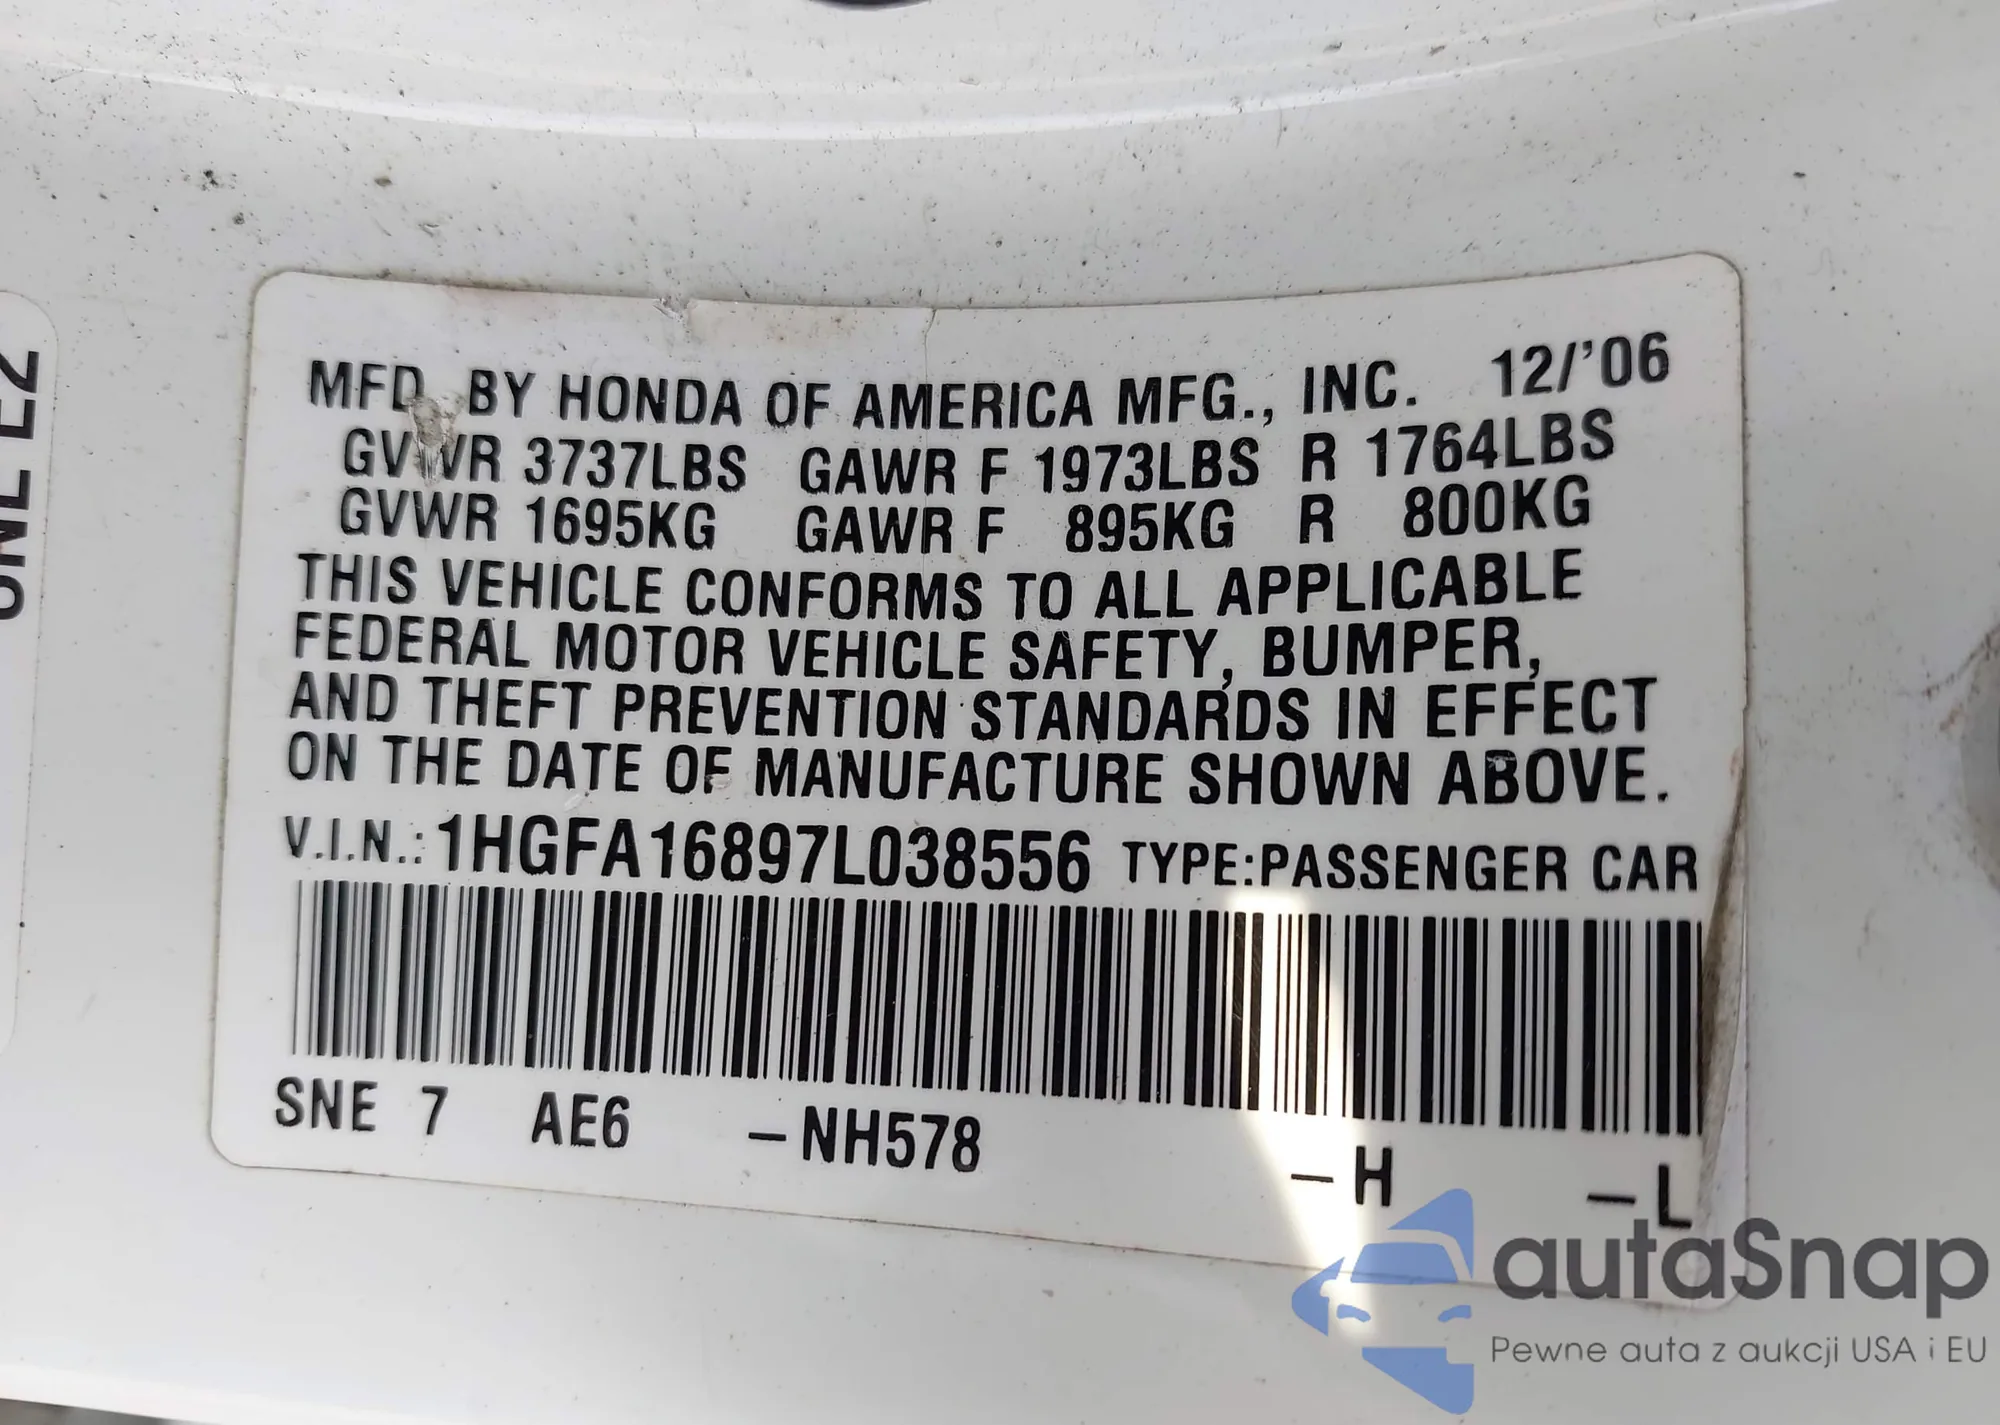 MFD. BY HONDA OF AMERICA MFG., INC. 12/'06
GVWR 3737LBS GAWR F 1973LBS R 1764LBS
GVWR 1695KG GAWR F 895KG R 800KG
THIS VEHICLE CONFORMS TO ALL APPLICABLE
FEDERAL MOTOR VEHICLE SAFETY, BUMPER,
AND THEFT PREVENTION STANDARDS IN EFFECT
ON THE DATE OF MANUFACTURE SHOWN ABOVE.
V.I.N.: 1HGFA16897L038556 TYPE:PASSENGER CAR
SNE 7 AE6 -NH578 -H -L
autaSnap
Pewne auta z aukcji USA i EU